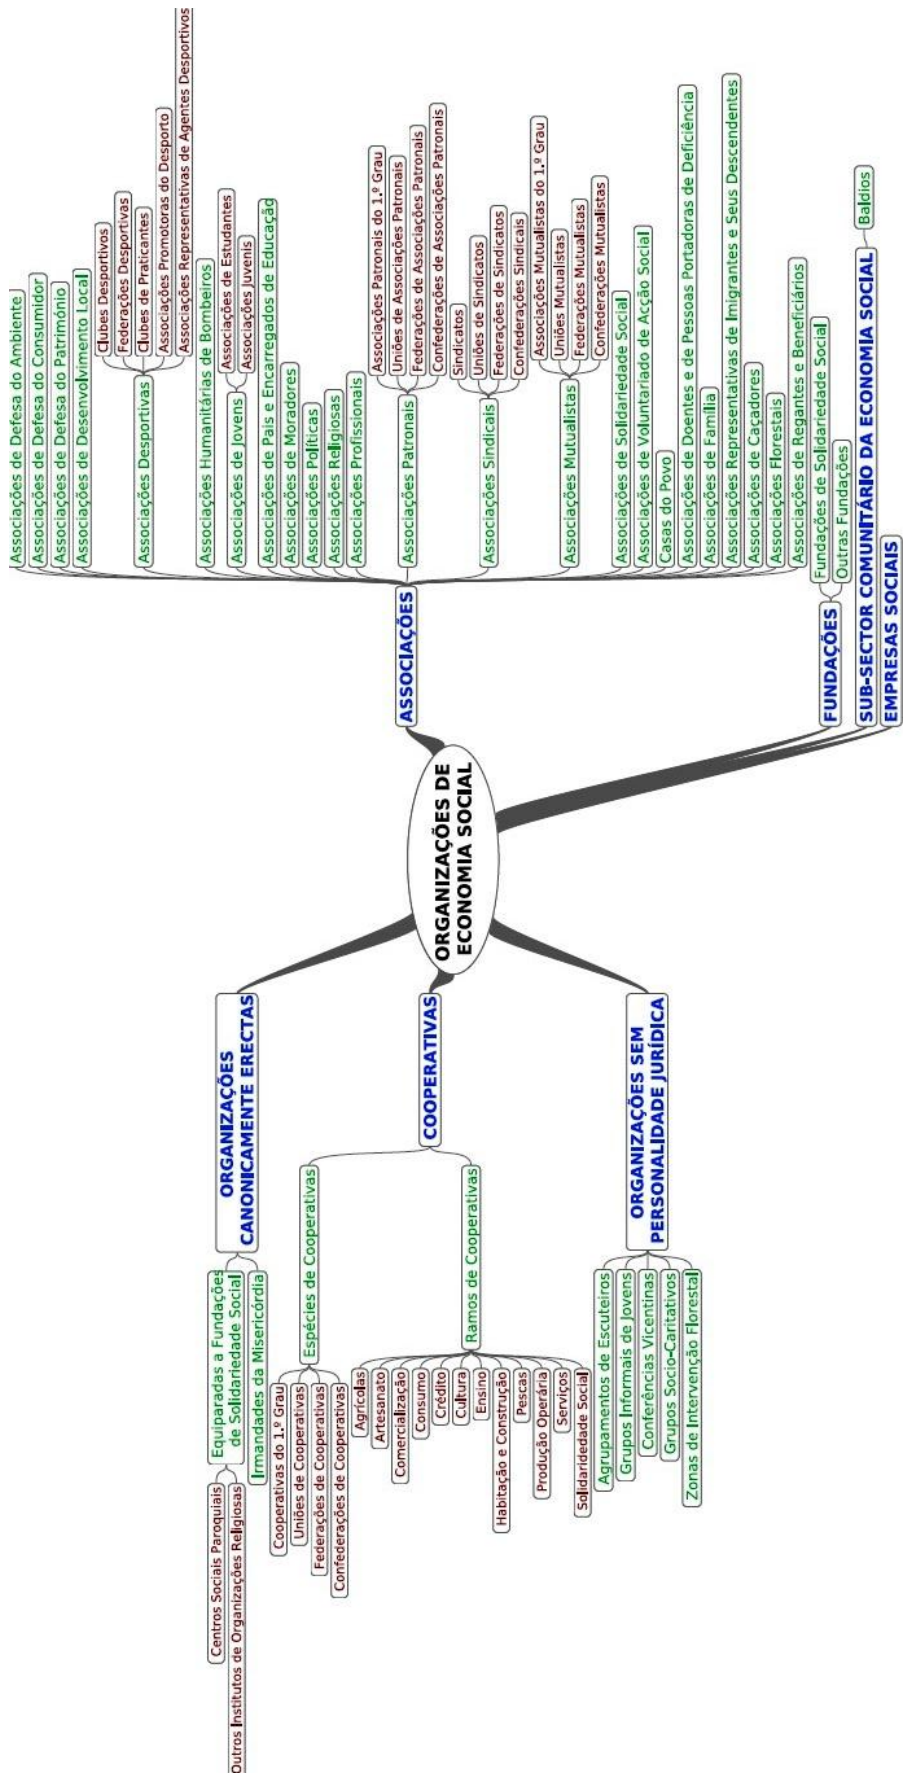 ORGANIZAÇÕES DE
ECONOMIA SOCIAL
ORGANIZAÇÕES
CANONICAMENTE ERECTAS
Equiparadas a Fundações
de Solidariedade Social
Centros Sociais Paroquiais
Outros Institutos de Organizações Religiosas
Irmandades da Misericórdia
COOPERATIVAS
Espécies de Cooperativas
Cooperativas do 1.º Grau
Uniões de Cooperativas
Federações de Cooperativas
Confederações de Cooperativas
Ramos de Cooperativas
Agrícolas
Artesanato
Comercialização
Consumo
Crédito
Cultura
Ensino
Habitação e Construção
Pescas
Produção Operária
Serviços
Solidaridedade Social
ORGANIZAÇÕES SEM
PERSONALIDADE JURÍDICA
Agrupamentos de Escuteiros
Grupos Informais de Jovens
Conferências Vicentinas
Grupos Socio-Caritativos
Zonas de Intervenção Florestal
ASSOCIAÇÕES
Associações de Defesa do Ambiente
Associações de Defesa do Consumidor
Associações de Defesa do Património
Associações de Desenvolvimento Local
Associações Desportivas
Clubes Desportivos
Federações Desportivas
Clubes de Praticantes
Associações Promotoras do Desporto
Associações Representativas de Agentes Desportivos
Associações Humanitárias de Bombeiros
Associações de Jovens
Associações de Estudantes
Associações Juvenis
Associações de Pais e Encarregados de Educação
Associações de Moradores
Associações Políticas
Associações Religiosas
Associações Profissionais
Associações Patronais
Associações Patronais do 1.º Grau
Uniões de Associações Patronais
Federações de Associações Patronais
Confederações de Associações Patronais
Associações Sindicais
Sindicatos
Uniões de Sindicatos
Federações de Sindicatos
Confederações Sindicais
Associações Mutualistas
Associações Mutualistas do 1.º Grau
Uniões Mutualistas
Federações Mutualistas
Confederações Mutualistas
Associações de Solidariedade Social
Associações de Voluntariado de Acção Social
Casas do Povo
Associações de Doentes e de Pessoas Portadoras de Deficiência
Associações de Família
Associações Representativas de Imigrantes e Seus Descendentes
Associações de Caçadores
Associações Florestais
Associações de Regantes e Beneficiários
FUNDAÇÕES
Fundações de Solidariedade Social
Outras Fundações
SUB-SECTOR COMUNITÁRIO DA ECONOMIA SOCIAL
Baldios
EMPRESAS SOCIAIS